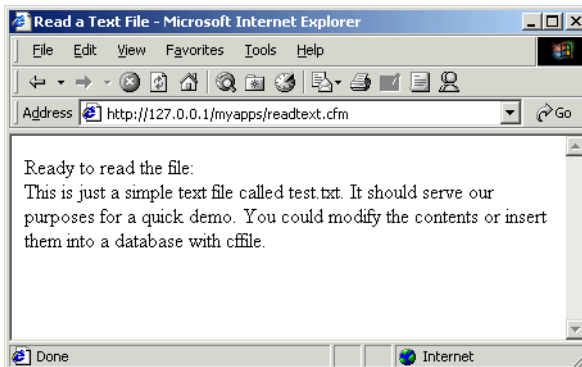 Read a Text File - Microsoft Internet Explorer
File Edit View Favorites Tools Help
Address http://127.0.0.1/myapps/readtext.cfm Go
Ready to read the file:
This is just a simple text file called test.txt. It should serve our
purposes for a quick demo. You could modify the contents or insert
them into a database with cffile.
Done Internet